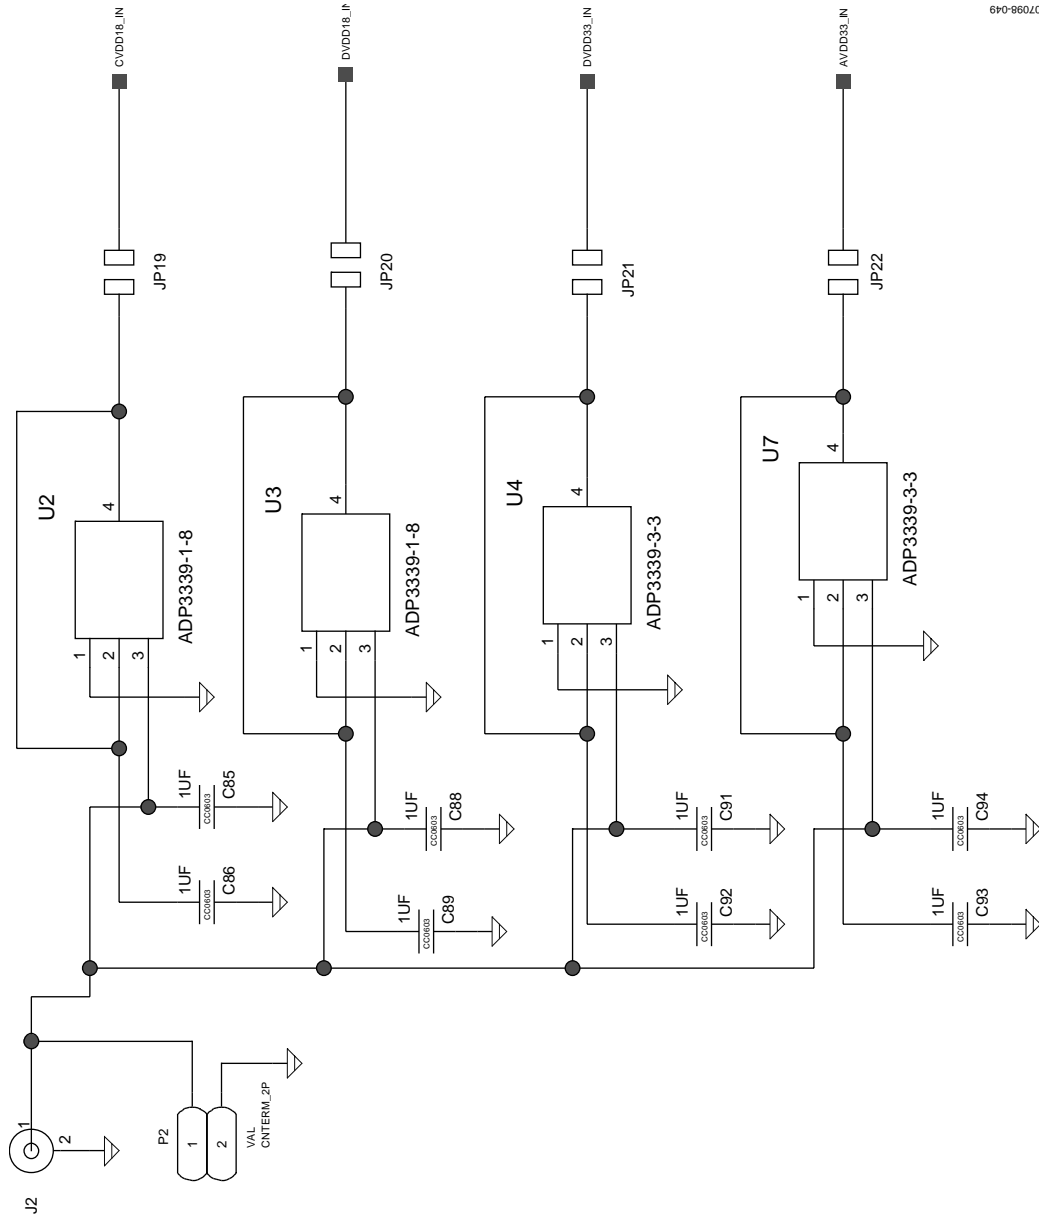 CVDD18_IN
DVDD18_IN
DVDD33_IN
AVDD33_IN
07098-049
JP19
JP20
JP21
JP22
U2
4
ADP3339-1-8
1
2
3
U3
4
ADP3339-1-8
1
2
3
U4
4
ADP3339-3-3
1
2
3
U7
4
ADP3339-3-3
1
2
3
1UF
CC0603
C85
1UF
CC0603
C86
1UF
CC0603
C88
1UF
CC0603
C89
1UF
CC0603
C91
1UF
CC0603
C92
1UF
CC0603
C94
1UF
CC0603
C93
J2
1
2
P2
1
2
VAL
CNTERM_2P